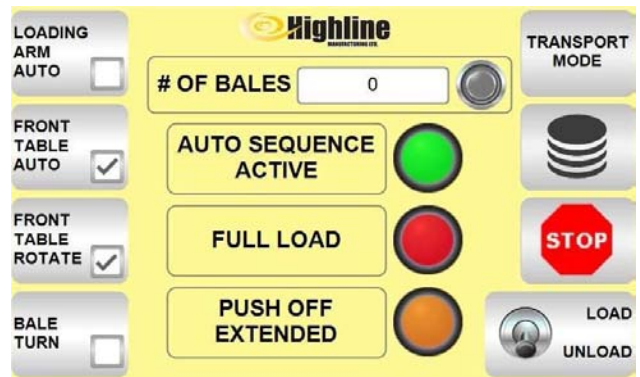 LOADING
ARM
AUTO
FRONT
TABLE
AUTO
FRONT
TABLE
ROTATE
BALE
TURN
Highline
MANUFACTURING LTD.
# OF BALES
0
AUTO SEQUENCE
ACTIVE
FULL LOAD
PUSH OFF
EXTENDED
TRANSPORT
MODE
STOP
LOAD
UNLOAD